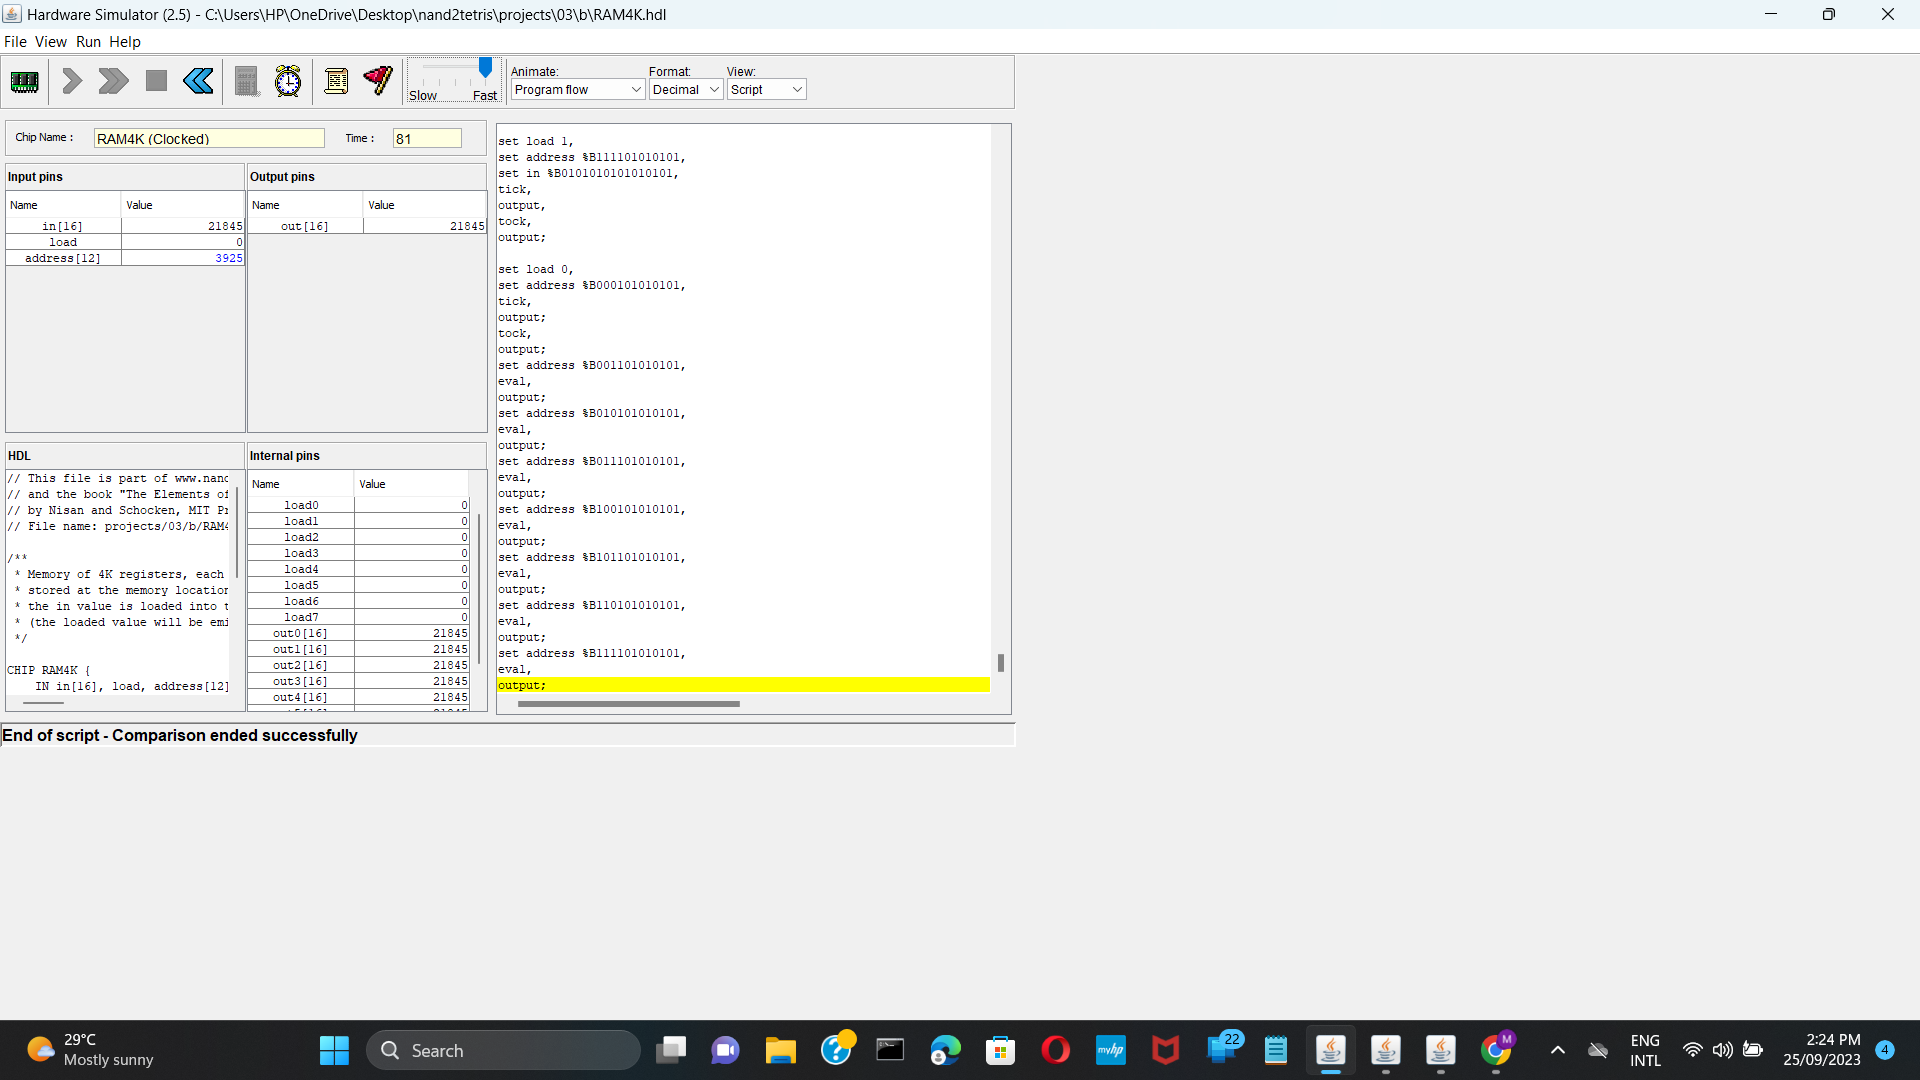 Hardware Simulator (2.5) - C:\Users\HP\OneDrive\Desktop\nand2tetris\projects\03\b\RAM4K.hdl
File View Run Help
Slow Fast
Animate: Format: View:
Program flow Decimal Script
Chip Name : RAM4K (Clocked) Time : 81
Input pins
Name Value
in[16] 21845
load 0
address[12] 3925
Output pins
Name Value
out[16] 21845
HDL
// This file is part of www.nand
// and the book "The Elements of
// by Nisan and Schocken, MIT Pr
// File name: projects/03/b/RAM4
/**
* Memory of 4K registers, each
* stored at the memory location
* the in value is loaded into t
* (the loaded value will be emi
*/
CHIP RAM4K {
IN in[16], load, address[12]
Internal pins
Name Value
load0 0
load1 0
load2 0
load3 0
load4 0
load5 0
load6 0
load7 0
out0[16] 21845
out1[16] 21845
out2[16] 21845
out3[16] 21845
out4[16] 21845
set load 1,
set address %B111101010101,
set in %B0101010101010101,
tick,
output,
tock,
output;
set load 0,
set address %B000101010101,
tick,
output;
tock,
output;
set address %B001101010101,
eval,
output;
set address %B010101010101,
eval,
output;
set address %B011101010101,
eval,
output;
set address %B100101010101,
eval,
output;
set address %B101101010101,
eval,
output;
set address %B110101010101,
eval,
output;
set address %B111101010101,
eval,
output;
End of script - Comparison ended successfully
29°C
Mostly sunny
Search
myhp
22
M
ENG
INTL
2:24 PM
25/09/2023
4